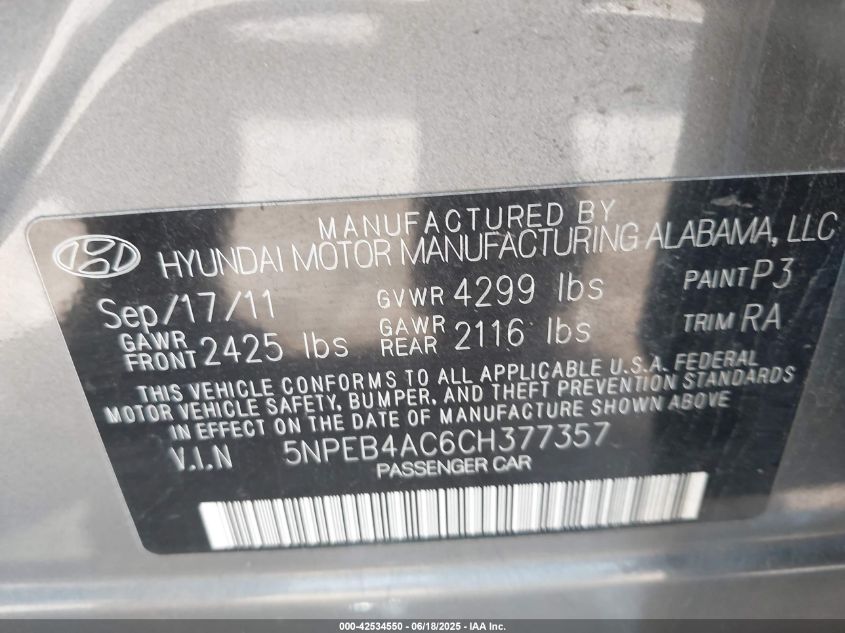 MANUFACTURED BY
HYUNDAI MOTOR MANUFACTURING ALABAMA, LLC
Sep/17/11 GVWR 4299 lbs PAINT P3
GAWR FRONT 2425 lbs GAWR REAR 2116 lbs TRIM RA
THIS VEHICLE CONFORMS TO ALL APPLICABLE U.S.A. FEDERAL
MOTOR VEHICLE SAFETY, BUMPER, AND THEFT PREVENTION STANDARDS
IN EFFECT ON THE DATE OF MANUFACTURE SHOWN ABOVE
V.I.N 5NPEB4AC6CH377357
PASSENGER CAR
000-42534550 - 06/18/2025 - IAA Inc.